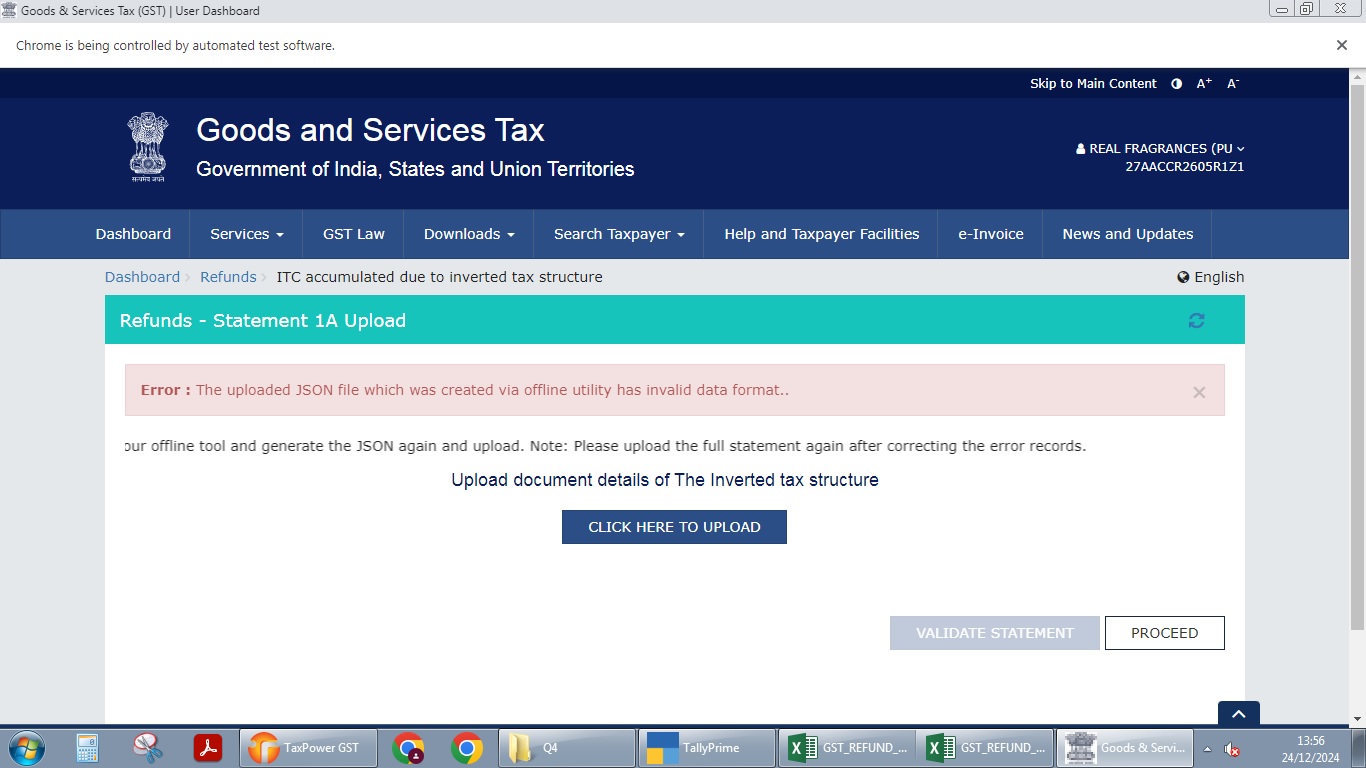 Goods & Services Tax (GST) | User Dashboard
Chrome is being controlled by automated test software.
Skip to Main Content A+ A-
Goods and Services Tax
Government of India, States and Union Territories
सत्यमेव जयते
REAL FRAGRANCES (PU
27AACCR2605R1Z1
Dashboard Services GST Law Downloads Search Taxpayer Help and Taxpayer Facilities e-Invoice News and Updates
Dashboard › Refunds › ITC accumulated due to inverted tax structure English
Refunds - Statement 1A Upload
Error : The uploaded JSON file which was created via offline utility has invalid data format..
our offline tool and generate the JSON again and upload. Note: Please upload the full statement again after correcting the error records.
Upload document details of The Inverted tax structure
CLICK HERE TO UPLOAD
VALIDATE STATEMENT PROCEED
TaxPower GST Q4 TallyPrime GST_REFUND_... GST_REFUND_... Goods & Servi...
13:56
24/12/2024